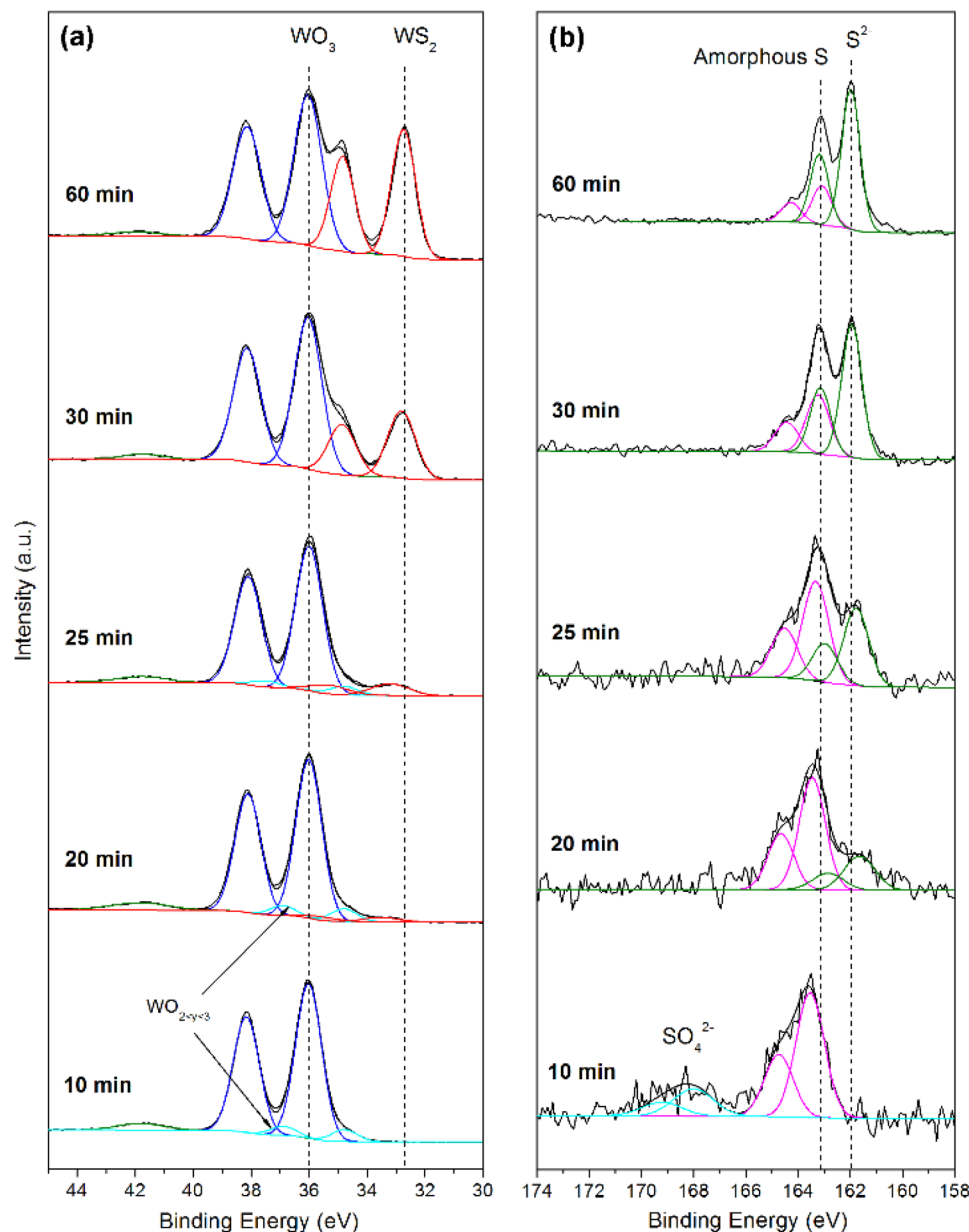 (a)
WO₃
WS₂
60 min
30 min
25 min
20 min
WO₂<y<3
10 min
44 42 40 38 36 34 32 30
Binding Energy (eV)
Intensity (a.u.)
(b)
Amorphous S
S²⁻
60 min
30 min
25 min
20 min
SO₄²⁻
10 min
174 172 170 168 166 164 162 160 158
Binding Energy (eV)